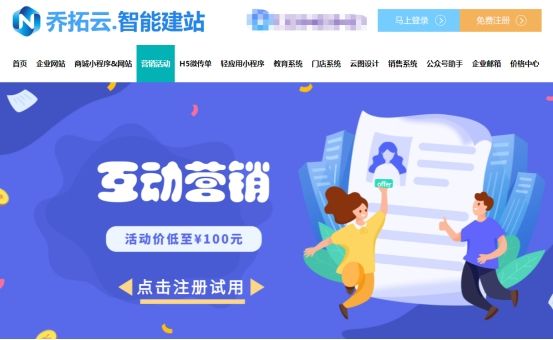 乔拓云.智能建站
马上登录
免费注册
首页 企业网站 商城小程序&网站 营销活动 H5微传单 轻应用小程序 教育系统 门店系统 云图设计 销售系统 公众号助手 企业邮箱 价格中心
offer
互动营销
活动价低至¥100元
点击注册试用